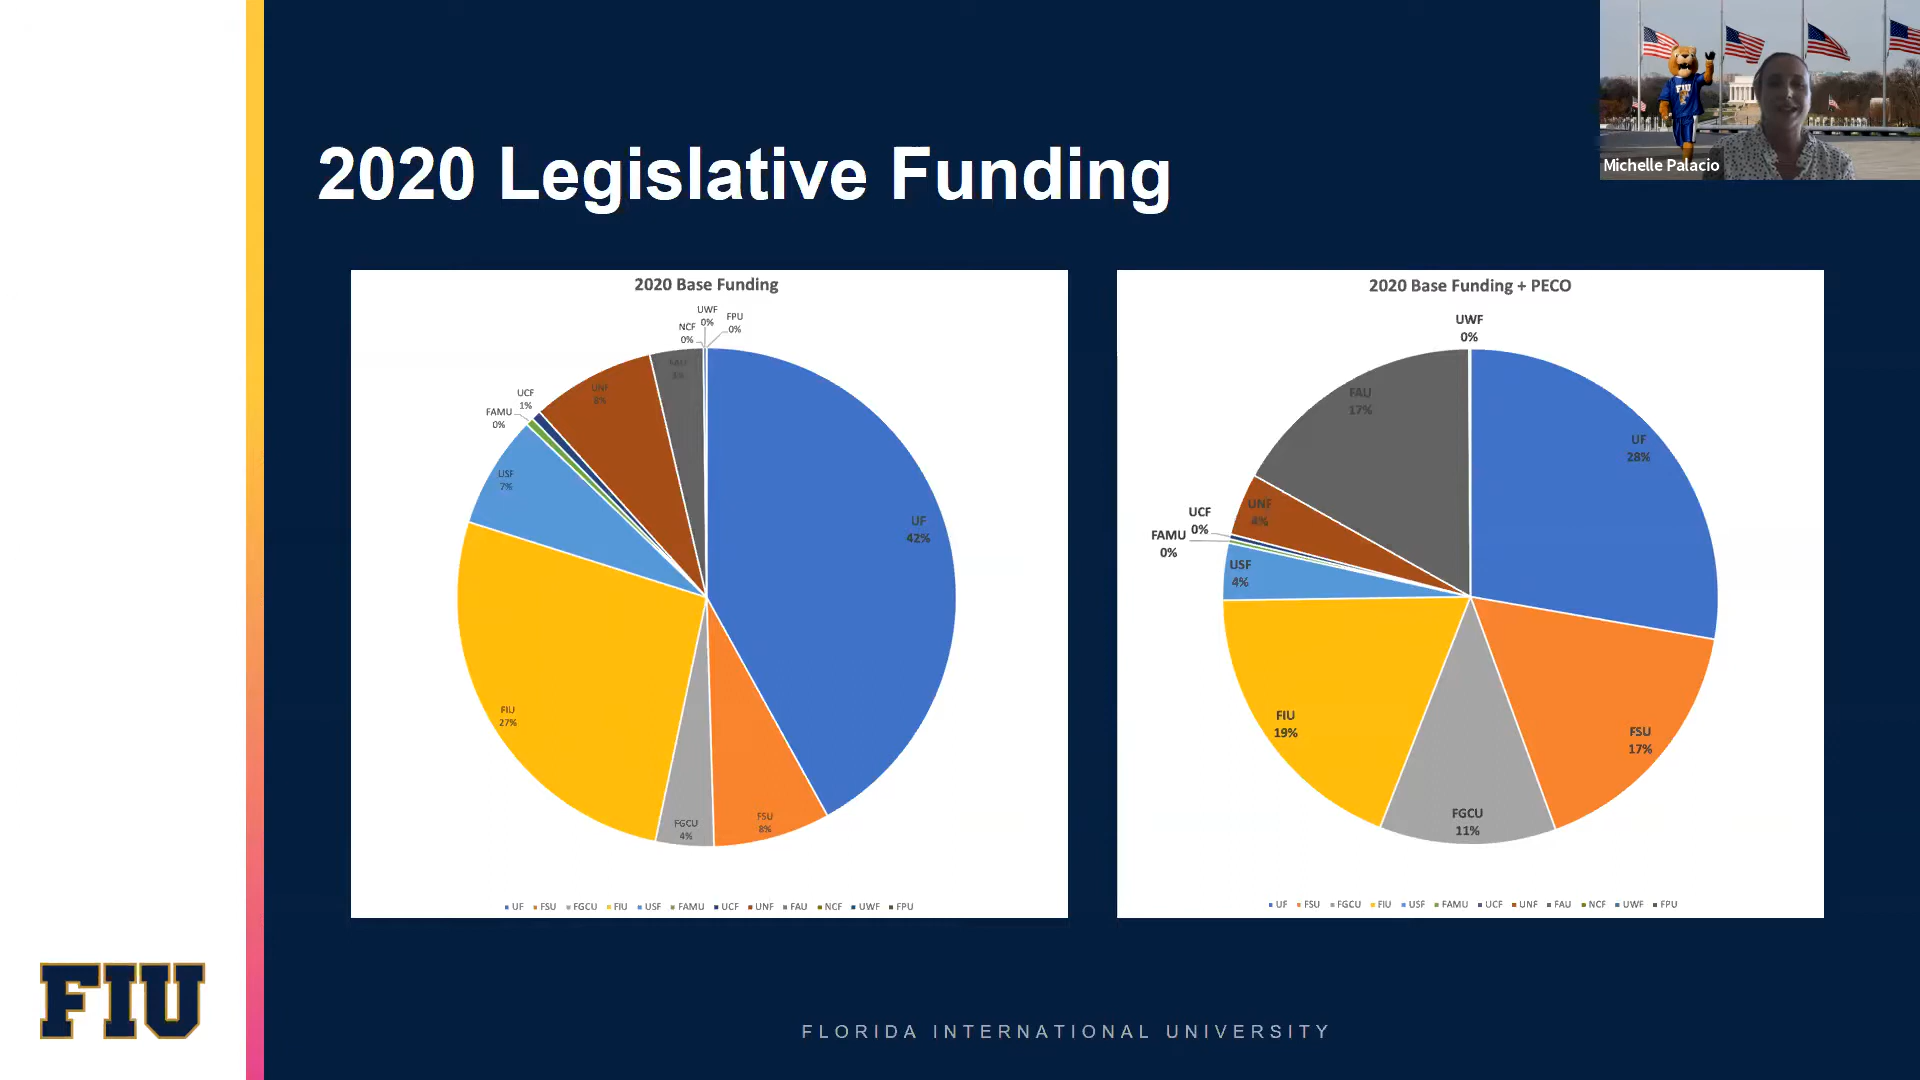 2020 Legislative Funding
FIU
Michelle Palacio
2020 Base Funding
UWF
0%
FPU
0%
NCF
0%
FAU
UCF
1%
FAMU
0%
UNF
8%
USF
7%
UF
42%
FIU
27%
FGCU
4%
FSU
8%
UF FSU FGCU FIU USF FAMU UCF UNF FAU NCF UWF FPU
2020 Base Funding + PECO
UWF
0%
FAU
17%
UF
28%
UNF
4%
UCF
0%
FAMU
0%
USF
4%
FIU
19%
FSU
17%
FGCU
11%
UF FSU FGCU FIU USF FAMU UCF UNF FAU NCF UWF FPU
FIU
FLORIDA INTERNATIONAL UNIVERSITY